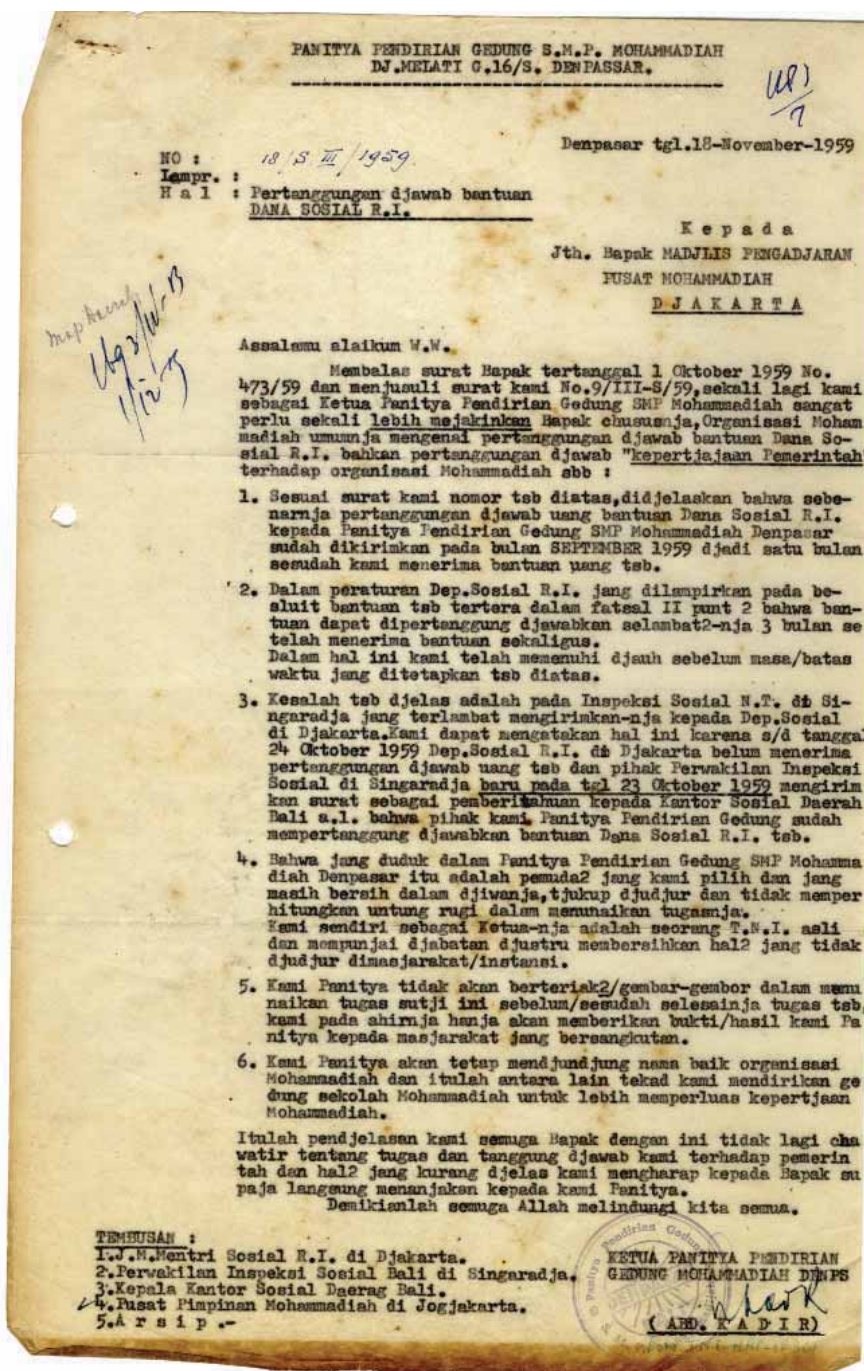 PANITYA PENDIRIAN GEDUNG S.M.P. MOHAMMADIAH
DJ.MELATI G.16/S. DENPASSAR.
Denpasar tgl.18-November-1959
NO : 18/S III/1959.
Lampr. :
H a l : Pertanggungan djawab bantuan
DANA SOSIAL R.I.
K e p a d a
Jth. Bapak MADJLIS PENGADJARAN
PUSAT MOHAMMADIAH
D J A K A R T A
Assalamu alaikum W.W.
Membalas surat Bapak tertanggal 1 Oktober 1959 No.
473/59 dan menjusuli surat kami No.9/III-S/59,sekali lagi kami
sebagai Ketua Panitya Pendirian Gedung SMP Mohammadiah sangat
perlu sekali lebih mejakinkan Bapak chususnja,Organisasi Moham
madiah umumnja mengenai pertanggungan djawab bantuan Dana So-
sial R.I. bahkan pertanggungan djawab "kepertjajaan Pemerintah"
terhadap organisasi Mohammadiah sbb :
1. Sesuai surat kami nomor tsb diatas,didjelaskan bahwa sebe-
narnja pertanggungan djawab uang bantuan Dana Sosial R.I.
kepada Panitya Pendirian Gedung SMP Mohammadiah Denpasar
sudah dikirimkan pada bulan SEPTEMBER 1959 djadi satu bulan
sesudah kami menerima bantuan uang tsb.
2. Dalam peraturan Dep.Sosial R.I. jang dilampirkan pada be-
sluit bantuan tsb tertera dalam fatsal II punt 2 bahwa ban-
tuan dapat dipertanggung djawabkan selambat2-nja 3 bulan se
telah menerima bantuan sekaligus.
Dalam hal ini kami telah memenuhi djauh sebelum masa/batas
waktu jang ditetapkan tsb diatas.
3. Kesalah tsb djelas adalah pada Inspeksi Sosial N.T. di Si-
ngaradja jang terlambat mengirimkan-nja kepada Dep.Sosial
di Djakarta.Kami dapat mengatakan hal ini karena s/d tanggal
24 Oktober 1959 Dep.Sosial R.I. di Djakarta belum menerima
pertanggungan djawab uang tsb dan pihak Perwakilan Inspeksi
Sosial di Singaradja baru pada tgl 23 Oktober 1959 mengirim
kan surat sebagai pemberitahuan kepada Kantor Sosial Daerah
Bali a.l. bahwa pihak kami Panitya Pendirian Gedung sudah
mempertanggung djawabkan bantuan Dana Sosial R.I. tsb.
4. Bahwa jang duduk dalam Panitya Pendirian Gedung SMP Mohamma
diah Denpasar itu adalah pemuda2 jang kami pilih dan jang
masih bersih dalam djiwanja,tjukup djudjur dan tidak memper
hitungkan untung rugi dalam menunaikan tugasnja.
Kami sendiri sebagai Ketua-nja adalah seorang T.N.I. asli
dan mempunjai djabatan djustru membersihkan hal2 jang tidak
djudjur dimasjarakat/instansi.
5. Kami Panitya tidak akan berteriak2/gembar-gembor dalam menu
naikan tugas sutji ini sebelum/sesudah selesainja tugas tsb,
kami pada ahirnja hanja akan memberikan bukti/hasil kami Pa
nitya kepada masjarakat jang bersangkutan.
6. Kami Panitya akan tetap mendjundjung nama baik organisasi
Mohammadiah dan itulah antara lain tekad kami mendirikan ge
dung sekolah Mohammadiah untuk lebih memperluas kepertjaan
Mohammadiah.
Itulah pendjelasan kami semuga Bapak dengan ini tidak lagi cha
watir tentang tugas dan tanggung djawab kami terhadap pemerin
tah dan hal2 jang kurang djelas kami mengharap kepada Bapak su
paja langsung menanjakan kepada kami Panitya.
Demikianlah semuga Allah melindungi kita semua.
TEMBUSAN :
1.J.M.Mentri Sosial R.I. di Djakarta.
2.Perwakilan Inspeksi Sosial Bali di Singaradja.
3.Kepala Kantor Sosial Daerag Bali.
4.Pusat Pimpinan Mohammadiah di Jogjakarta.
5.A r s i p .-
KETUA PANITYA PENDIRIAN
GEDUNG MOHAMMADIAH DINPS
( ABD. K A D I R)